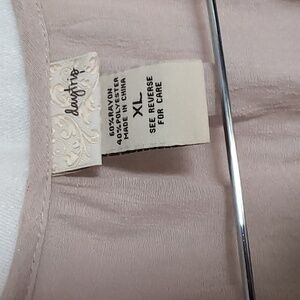 daytrip
60% RAYON
40% POLYESTER
MADE IN CHINA
XL
SEE REVERSE
FOR CARE